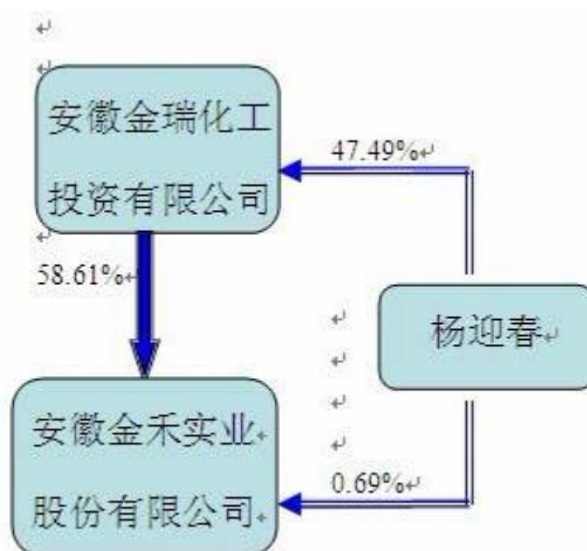 安徽金瑞化工
投资有限公司
47.49%
58.61%
杨迎春
安徽金禾实业
股份有限公司
0.69%